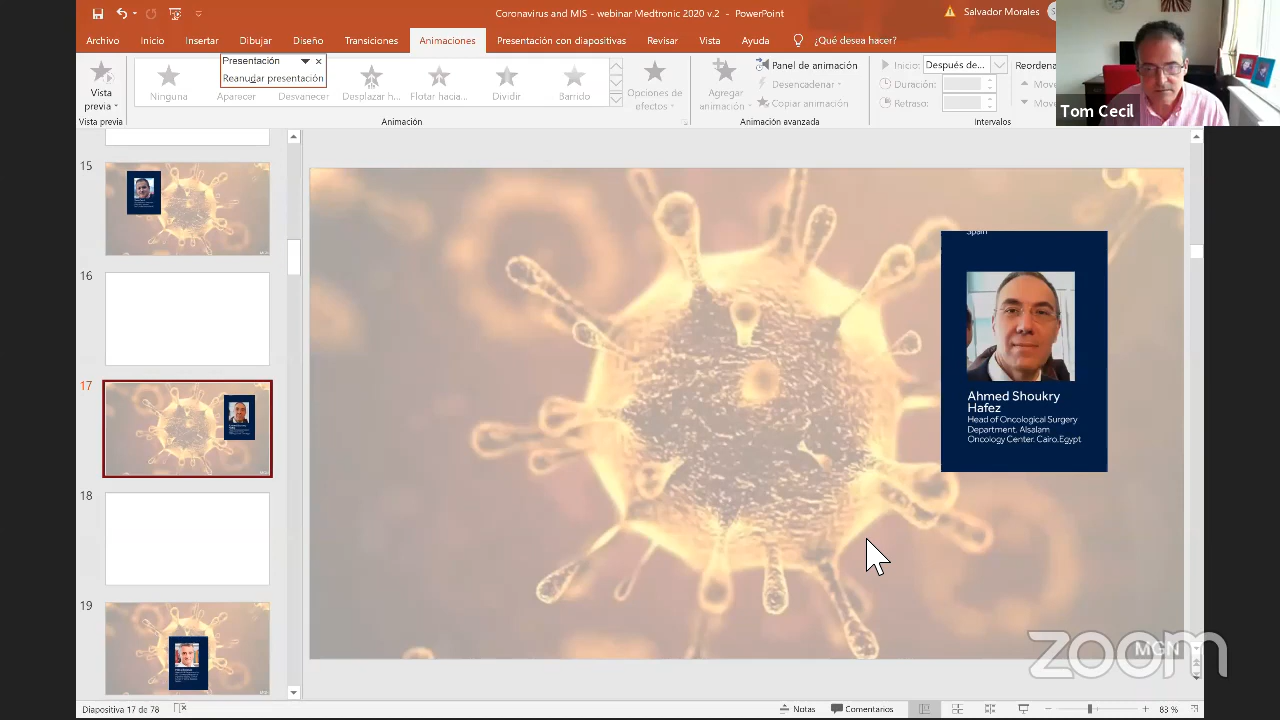 Coronavirus and MIS - webinar Medtronic 2020 v.2 - PowerPoint
Salvador Morales
Archivo Inicio Insertar Dibujar Diseño Transiciones Animaciones Presentación con diapositivas Revisar Vista Ayuda ¿Qué desea hacer?
Presentación
Reanudar presentación
Vista
previa
Ninguna Aparecer Desvanecer Desplazar h... Flotar hacia... Dividir Barrido
Opciones de
efectos
Agregar
animación
Panel de animación
Desencadenar
Copiar animación
Inicio: Después de...
Duración:
Retraso:
Reordena
Move
Move
Vista previa Animación Animación avanzada Intervalos
Tom Cecil
15
16
17
18
19
Spain
Ahmed Shoukry
Hafez
Head of Oncological Surgery
Department. Alsalam
Oncology Center. Cairo.Egypt
MGN
zoom
Diapositiva 17 de 78 Notas Comentarios 83 %